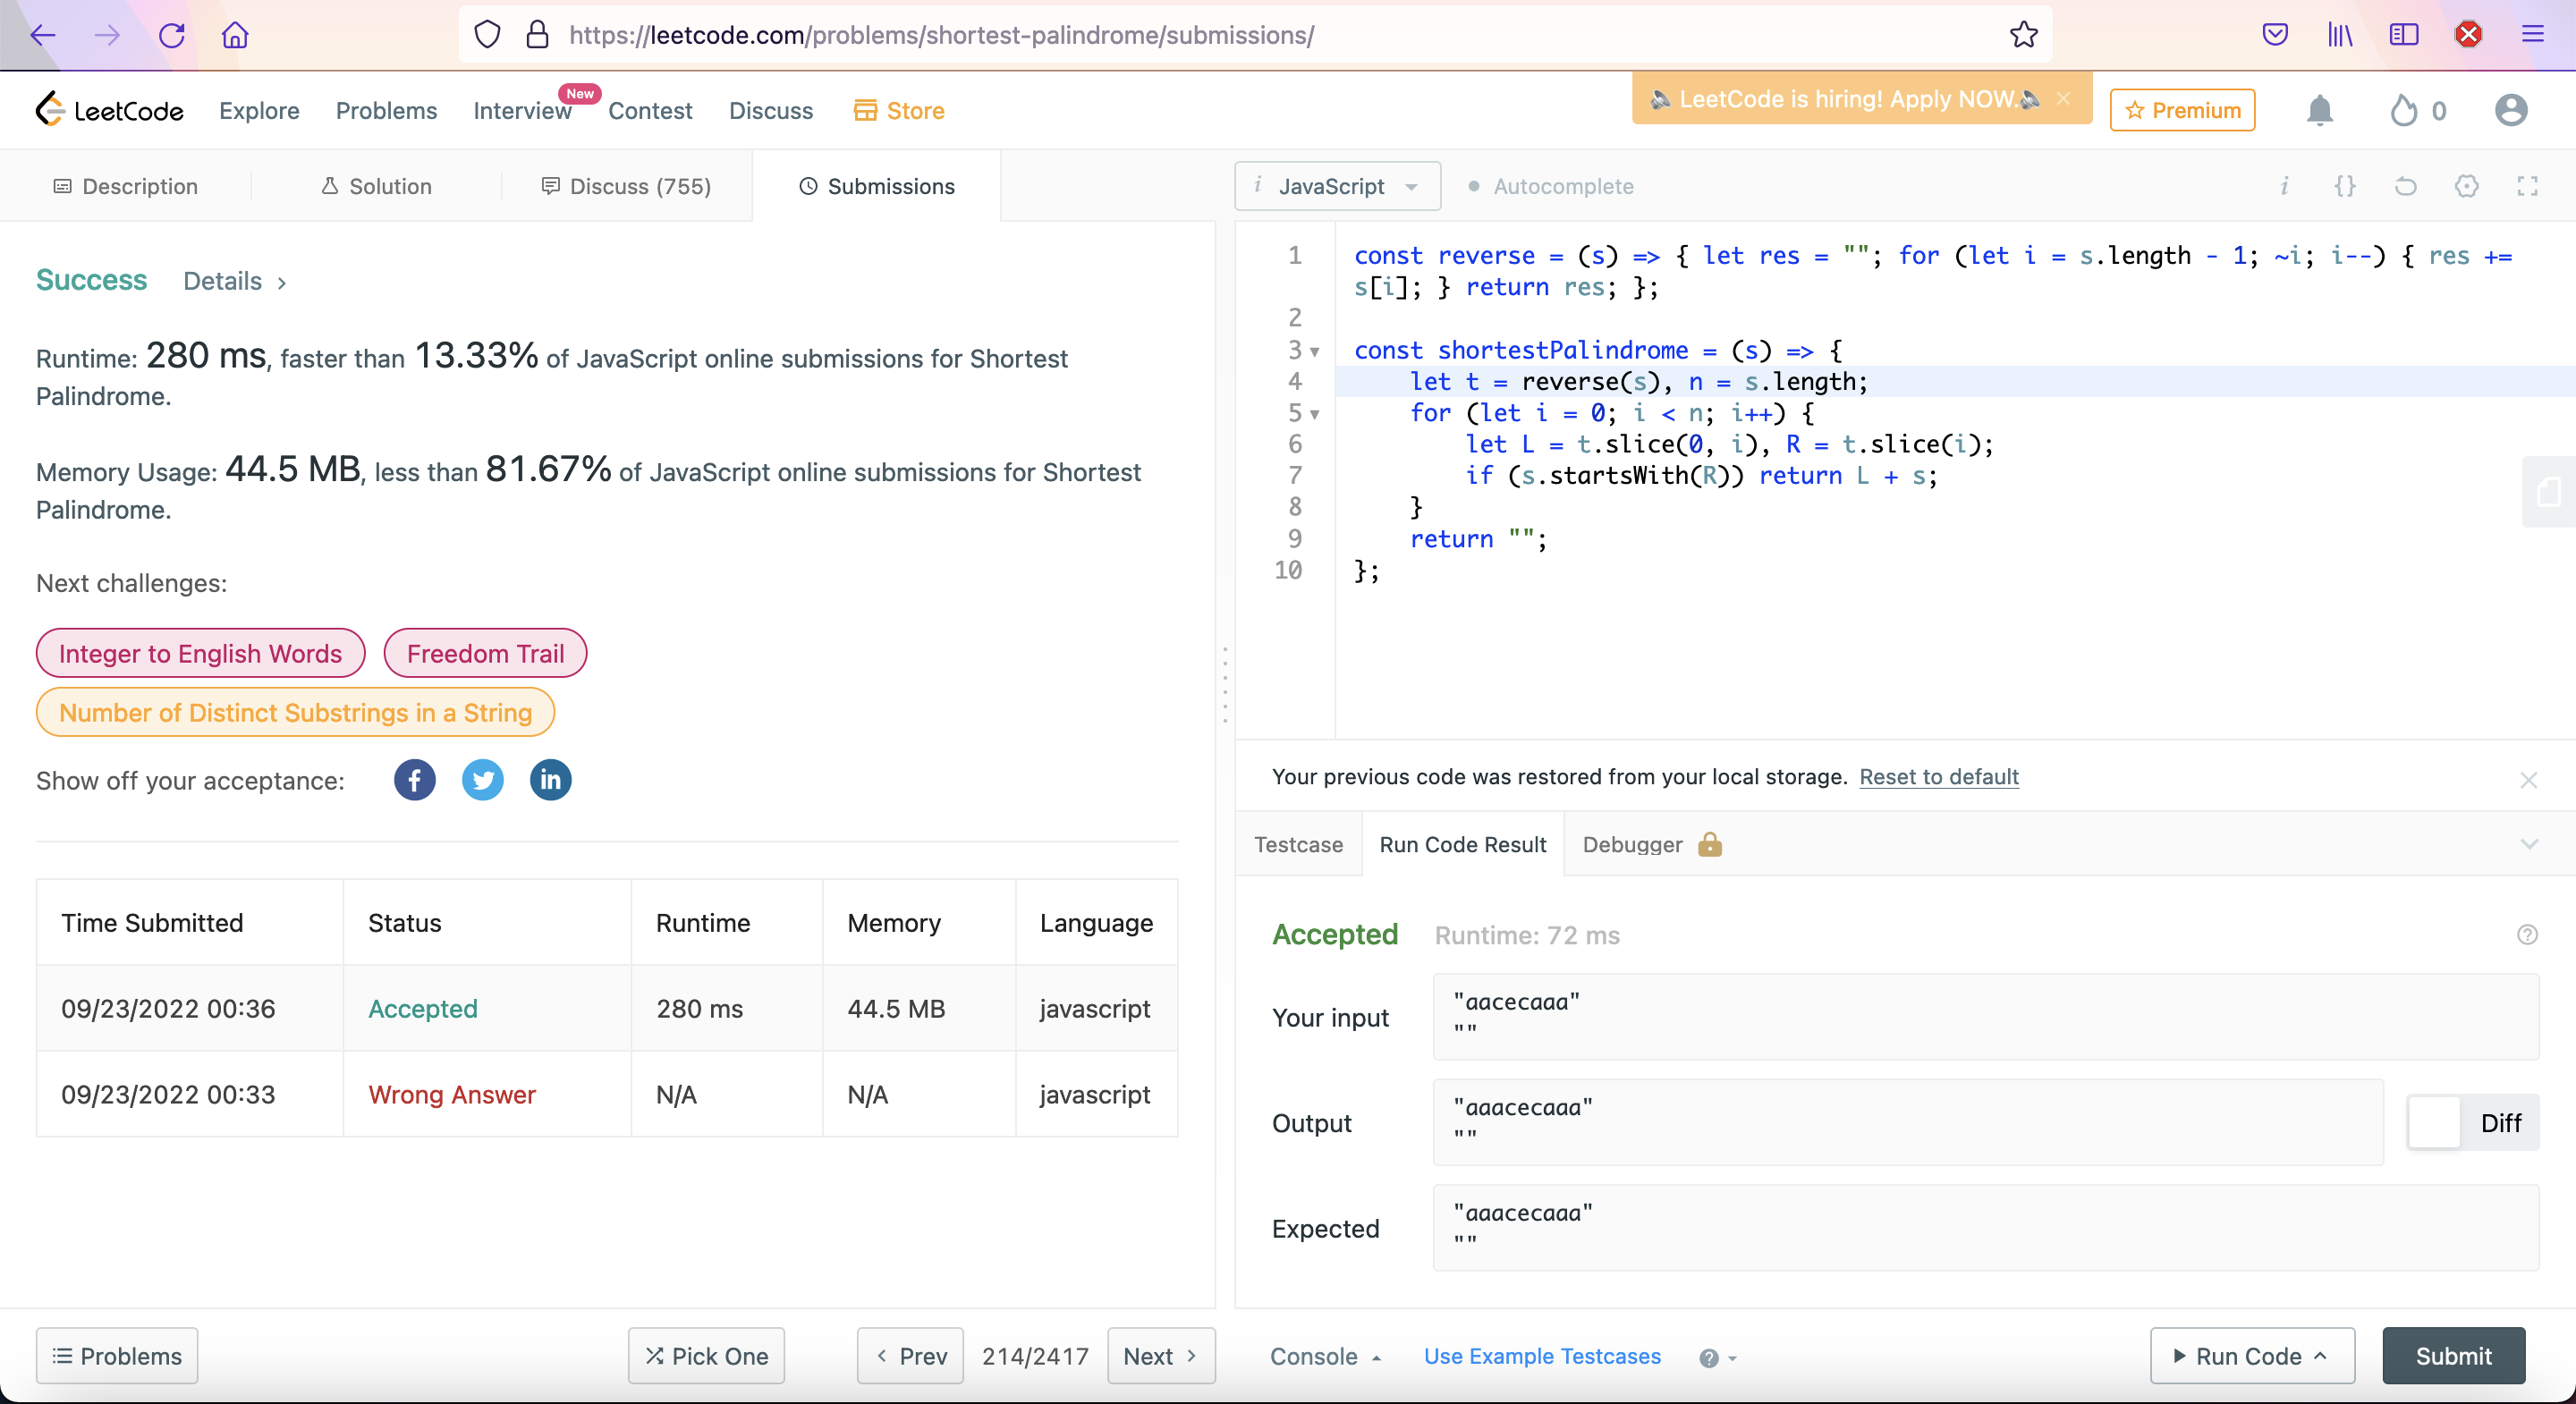 https://leetcode.com/problems/shortest-palindrome/submissions/
LeetCode
Explore
Problems
Interview
New
Contest
Discuss
Store
🔈 LeetCode is hiring! Apply NOW.🔈
Premium
0
Description
Solution
Discuss (755)
Submissions
Success
Details
Runtime: 280 ms, faster than 13.33% of JavaScript online submissions for Shortest
Palindrome.
Memory Usage: 44.5 MB, less than 81.67% of JavaScript online submissions for Shortest
Palindrome.
Next challenges:
Integer to English Words
Freedom Trail
Number of Distinct Substrings in a String
Show off your acceptance:
Time Submitted Status Runtime Memory Language
09/23/2022 00:36 Accepted 280 ms 44.5 MB javascript
09/23/2022 00:33 Wrong Answer N/A N/A javascript
Problems
Pick One
Prev
214/2417
Next
i JavaScript
Autocomplete
i {}
1 const reverse = (s) => { let res = ""; for (let i = s.length - 1; ~i; i--) { res +=
s[i]; } return res; };
2
3 const shortestPalindrome = (s) => {
4 let t = reverse(s), n = s.length;
5 for (let i = 0; i < n; i++) {
6 let L = t.slice(0, i), R = t.slice(i);
7 if (s.startsWith(R)) return L + s;
8 }
9 return "";
10 };
Your previous code was restored from your local storage. Reset to default
Testcase
Run Code Result
Debugger
Accepted
Runtime: 72 ms
Your input
"aacecaaa"
""
Output
"aaacecaaa"
""
Diff
Expected
"aaacecaaa"
""
Console
Use Example Testcases
Run Code
Submit